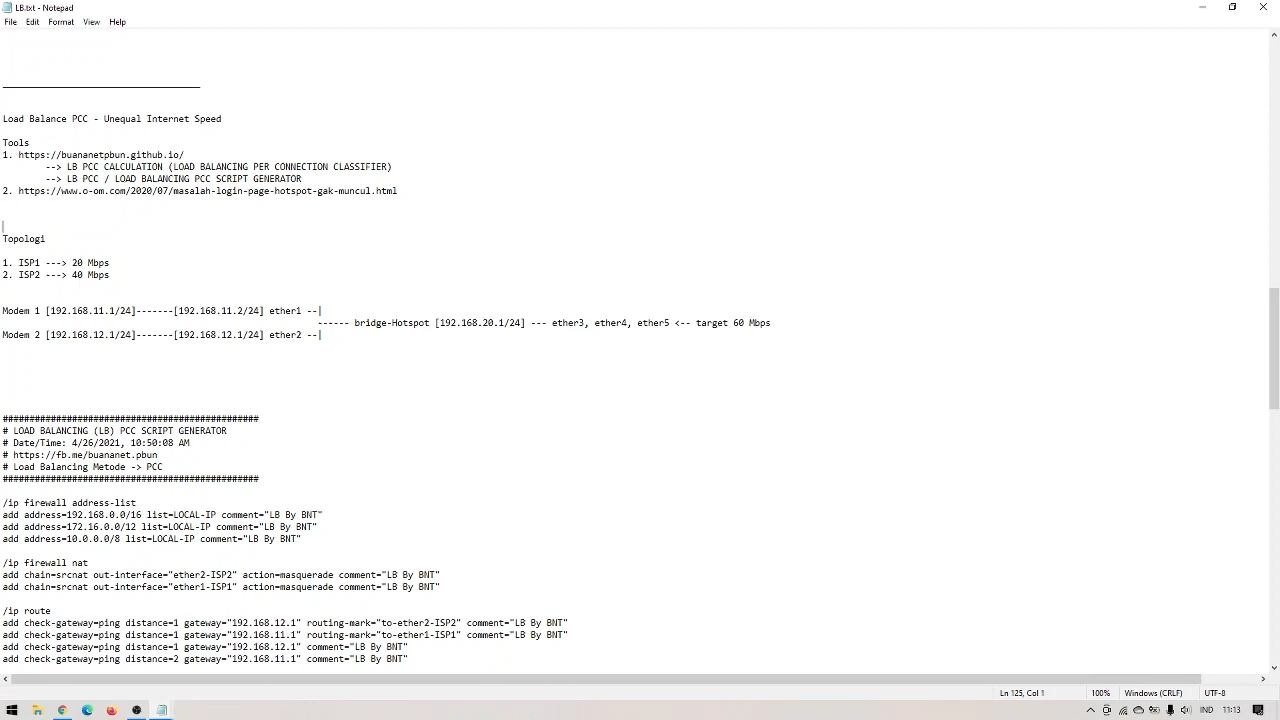 LB.txt - Notepad
File Edit Format View Help
Load Balance PCC - Unequal Internet Speed
Tools
1. https://buananetpbun.github.io/
--> LB PCC CALCULATION (LOAD BALANCING PER CONNECTION CLASSIFIER)
--> LB PCC / LOAD BALANCING PCC SCRIPT GENERATOR
2. https://www.o-om.com/2020/07/masalah-login-page-hotspot-gak-muncul.html
Topologi
1. ISP1 ---> 20 Mbps
2. ISP2 ---> 40 Mbps
Modem 1 [192.168.11.1/24]-------[192.168.11.2/24] ether1 --|
------ bridge-Hotspot [192.168.20.1/24] --- ether3, ether4, ether5 <-- target 60 Mbps
Modem 2 [192.168.12.1/24]-------[192.168.12.1/24] ether2 --|
################################################
# LOAD BALANCING (LB) PCC SCRIPT GENERATOR
# Date/Time: 4/26/2021, 10:50:08 AM
# https://fb.me/buananet.pbun
# Load Balancing Metode -> PCC
################################################
/ip firewall address-list
add address=192.168.0.0/16 list=LOCAL-IP comment="LB By BNT"
add address=172.16.0.0/12 list=LOCAL-IP comment="LB By BNT"
add address=10.0.0.0/8 list=LOCAL-IP comment="LB By BNT"
/ip firewall nat
add chain=srcnat out-interface="ether2-ISP2" action=masquerade comment="LB By BNT"
add chain=srcnat out-interface="ether1-ISP1" action=masquerade comment="LB By BNT"
/ip route
add check-gateway=ping distance=1 gateway="192.168.12.1" routing-mark="to-ether2-ISP2" comment="LB By BNT"
add check-gateway=ping distance=1 gateway="192.168.11.1" routing-mark="to-ether1-ISP1" comment="LB By BNT"
add check-gateway=ping distance=1 gateway="192.168.12.1" comment="LB By BNT"
add check-gateway=ping distance=2 gateway="192.168.11.1" comment="LB By BNT"
Ln 125, Col 1 100% Windows (CRLF) UTF-8
IND 11:13